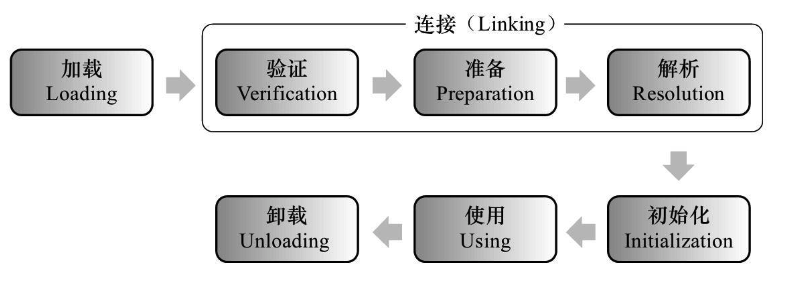 连接（Linking）
加载
Loading
验证
Verification
准备
Preparation
解析
Resolution
初始化
Initialization
使用
Using
卸载
Unloading